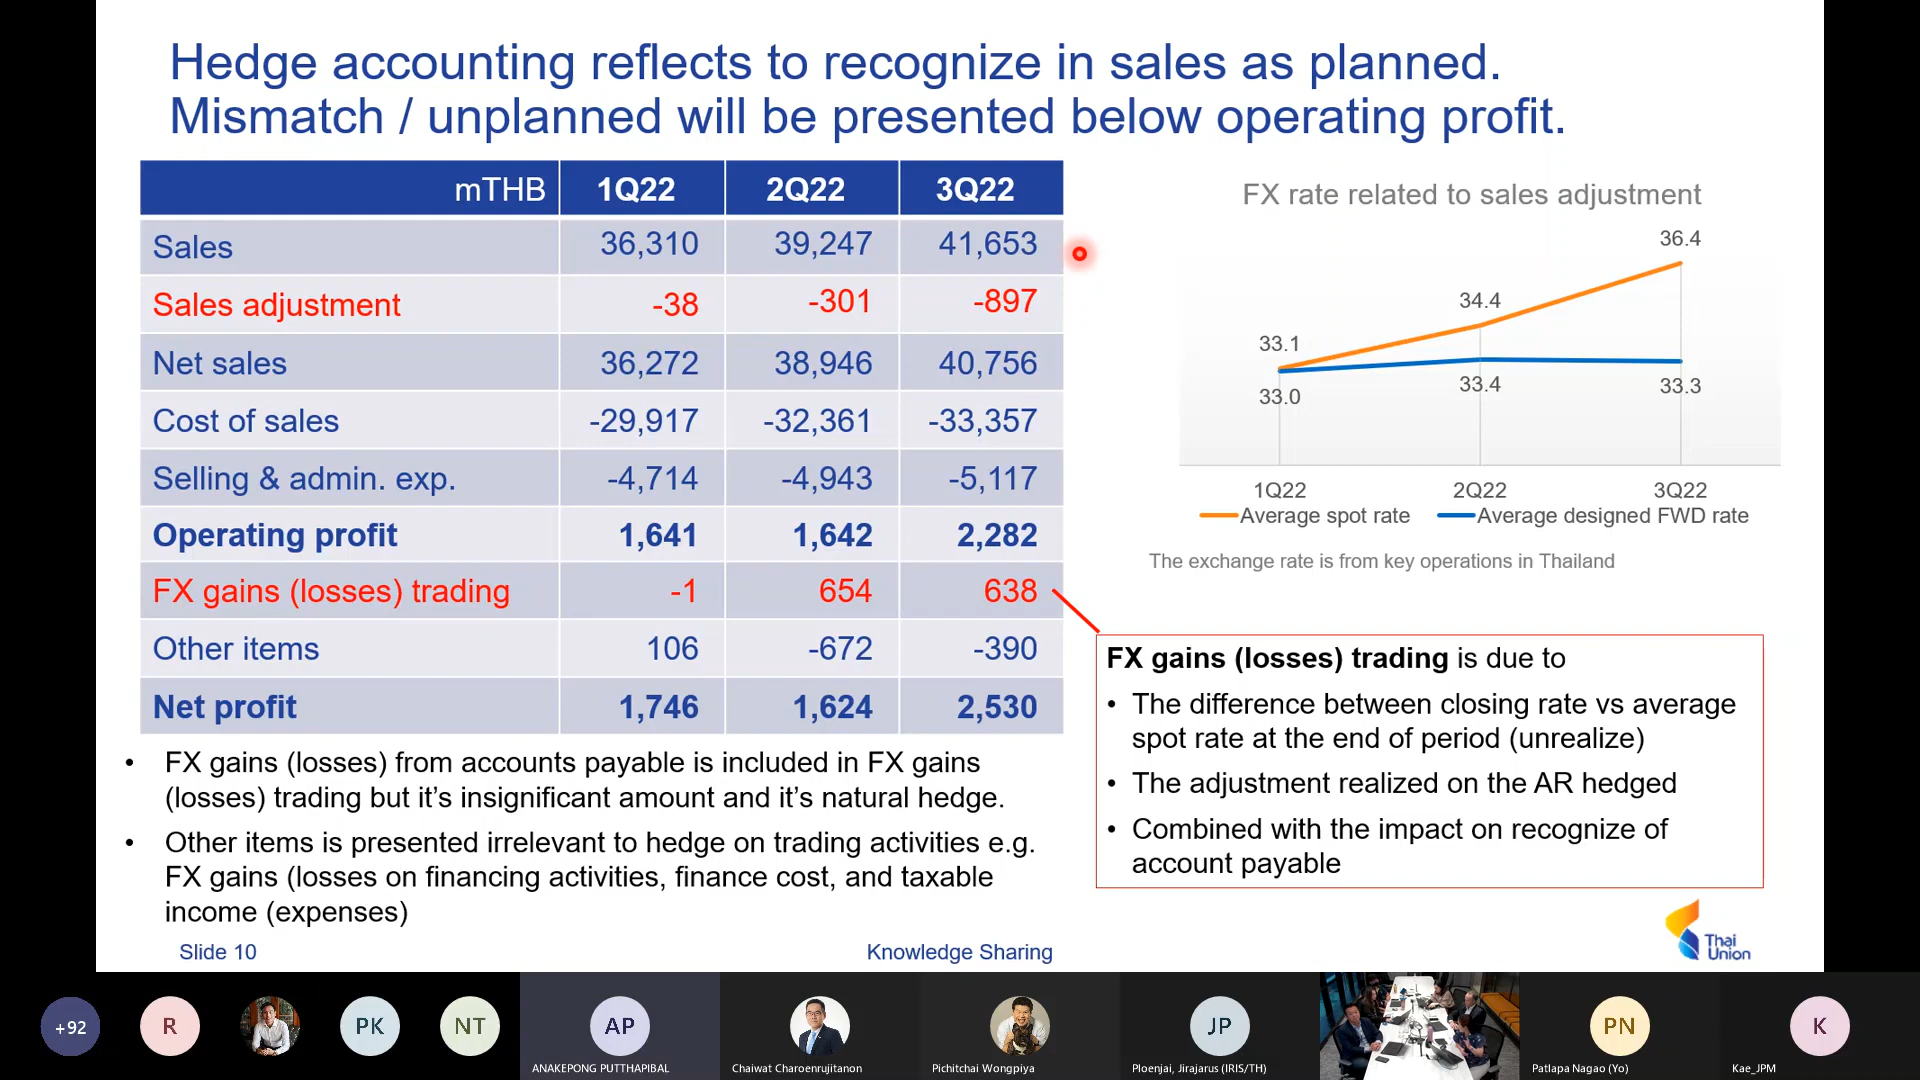 Hedge accounting reflects to recognize in sales as planned.
Mismatch / unplanned will be presented below operating profit.
mTHB 1Q22 2Q22 3Q22
Sales 36,310 39,247 41,653
Sales adjustment -38 -301 -897
Net sales 36,272 38,946 40,756
Cost of sales -29,917 -32,361 -33,357
Selling & admin. exp. -4,714 -4,943 -5,117
Operating profit 1,641 1,642 2,282
FX gains (losses) trading -1 654 638
Other items 106 -672 -390
Net profit 1,746 1,624 2,530
• FX gains (losses) from accounts payable is included in FX gains
(losses) trading but it’s insignificant amount and it’s natural hedge.
• Other items is presented irrelevant to hedge on trading activities e.g.
FX gains (losses on financing activities, finance cost, and taxable
income (expenses)
FX rate related to sales adjustment
36.4
34.4
33.1
33.0
33.4
33.3
1Q22 2Q22 3Q22
Average spot rate Average designed FWD rate
The exchange rate is from key operations in Thailand
FX gains (losses) trading is due to
• The difference between closing rate vs average
spot rate at the end of period (unrealize)
• The adjustment realized on the AR hedged
• Combined with the impact on recognize of
account payable
Slide 10
Knowledge Sharing
Thai
Union
+92
R
PK
NT
AP
ANAKEPONG PUTTHAPIBAL
Chaiwat Charoenrujitanon
Pichitchai Wongpiya
JP
Ploenjai, Jirajarus (IRIS/TH)
PN
Patlapa Nagao (Yo)
K
Kae_JPM